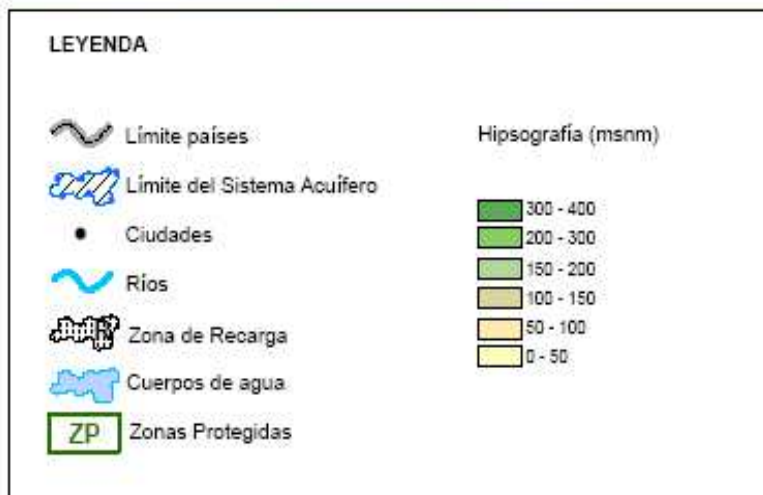 LEYENDA
Límite países
Límite del Sistema Acuífero
Ciudades
Ríos
Zona de Recarga
Cuerpos de agua
ZP Zonas Protegidas
Hipsografía (msnm)
300 - 400
200 - 300
150 - 200
100 - 150
50 - 100
0 - 50